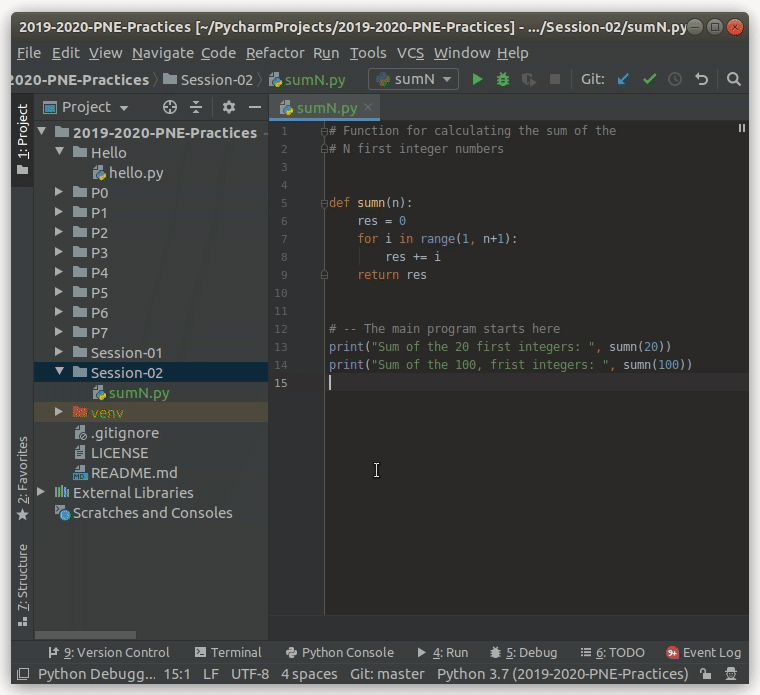 2019-2020-PNE-Practices [~/PycharmProjects/2019-2020-PNE-Practices] - .../Session-02/sumN.py
File Edit View Navigate Code Refactor Run Tools VCS Window Help
2020-PNE-Practices Session-02 sumN.py sumN Git:
Project
sumN.py
1: Project
2: Favorites
7: Structure
2019-2020-PNE-Practices
Hello
hello.py
P0
P1
P2
P3
P4
P5
P6
P7
Session-01
Session-02
sumN.py
venv
.gitignore
LICENSE
README.md
External Libraries
Scratches and Consoles
1 # Function for calculating the sum of the
2 # N first integer numbers
3
4
5 def sumn(n):
6 res = 0
7 for i in range(1, n+1):
8 res += i
9 return res
10
11
12 # -- The main program starts here
13 print("Sum of the 20 first integers: ", sumn(20))
14 print("Sum of the 100, frist integers: ", sumn(100))
15
9: Version Control Terminal Python Console 4: Run 5: Debug 6: TODO 9+ Event Log
Python Debugg... 15:1 LF UTF-8 4 spaces Git: master Python 3.7 (2019-2020-PNE-Practices)